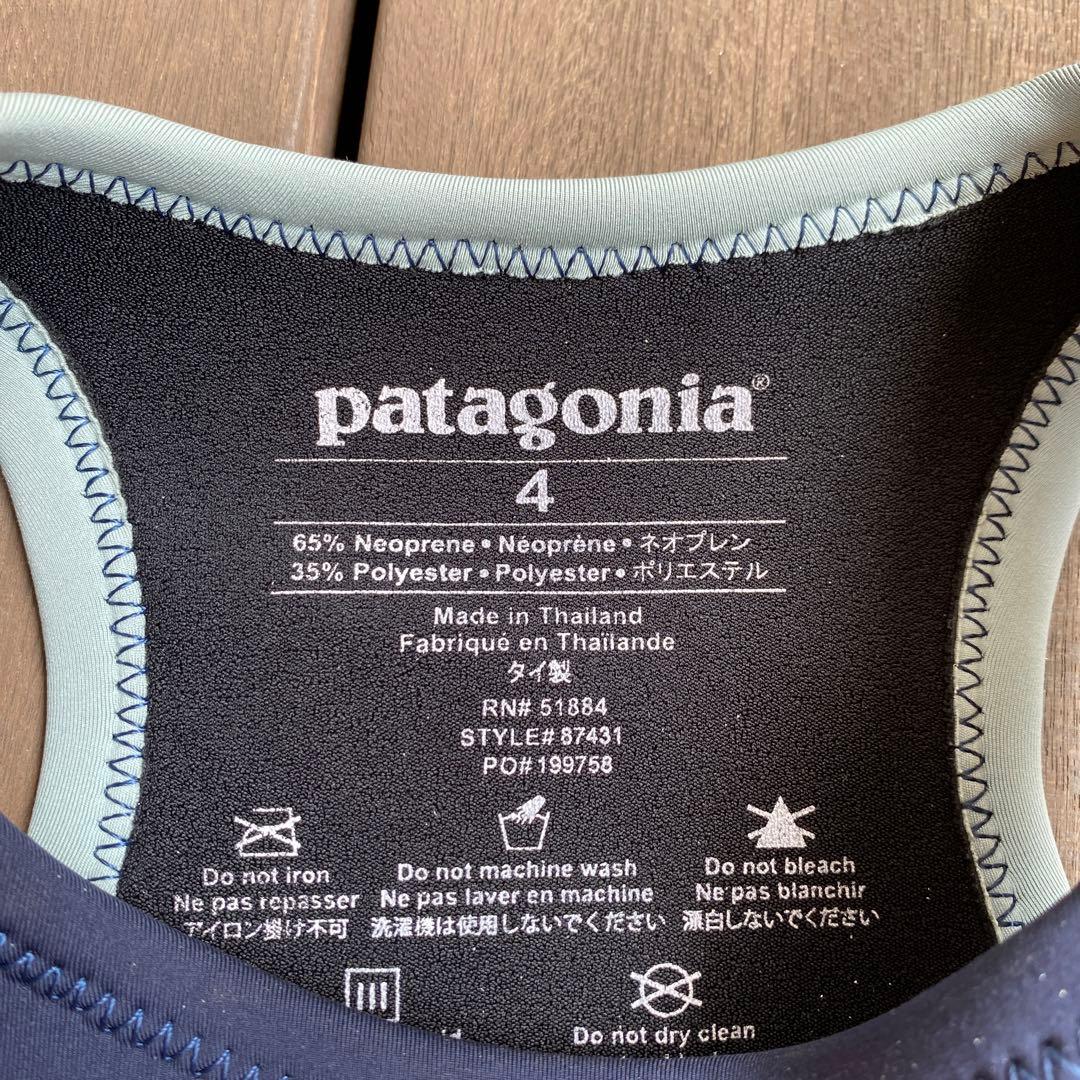 patagonia®
4
65% Neoprene • Néoprène • ネオプレン
35% Polyester • Polyester • ポリエステル
Made in Thailand
Fabriqué en Thaïlande
タイ製
RN# 51884
STYLE# 87431
PO# 199758
Do not iron
Ne pas repasser
アイロン掛け不可
Do not machine wash
Ne pas laver en machine
洗濯機は使用しないでください
Do not bleach
Ne pas blanchir
漂白しないでください
Do not dry clean